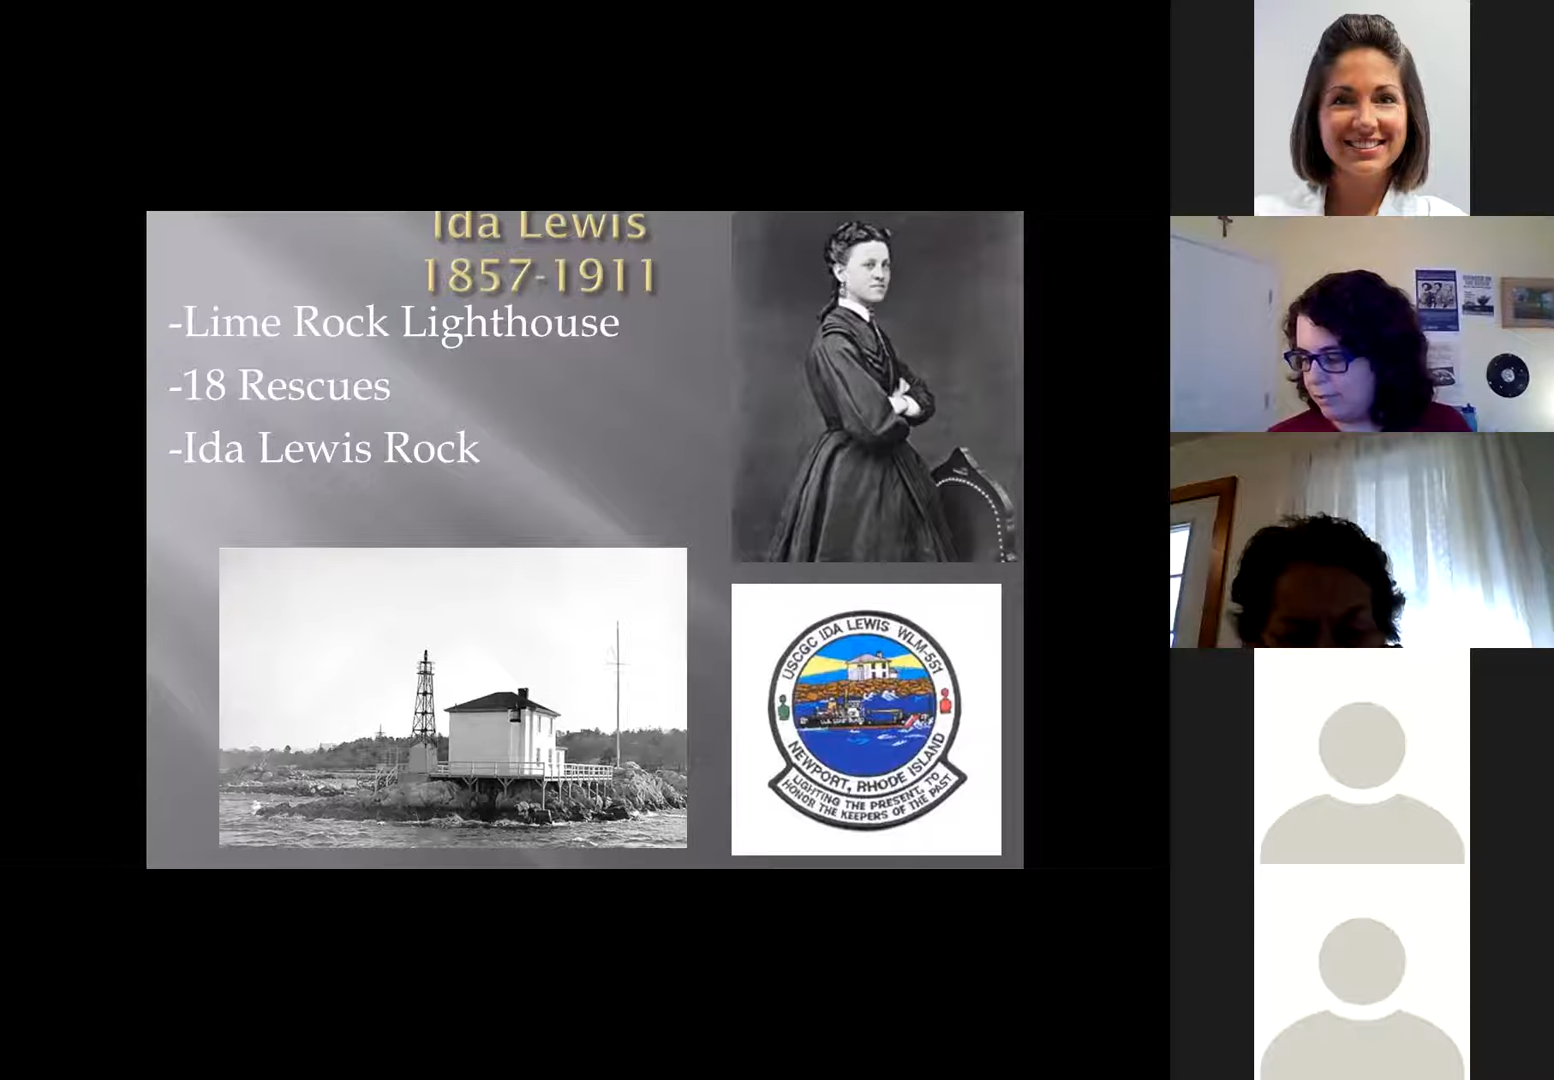 Ida Lewis
1857-1911
-Lime Rock Lighthouse
-18 Rescues
-Ida Lewis Rock
USCGC IDA LEWIS WLM-551
NEWPORT, RHODE ISLAND
LIGHTING THE PRESENT, TO
HONOR THE KEEPERS OF THE PAST